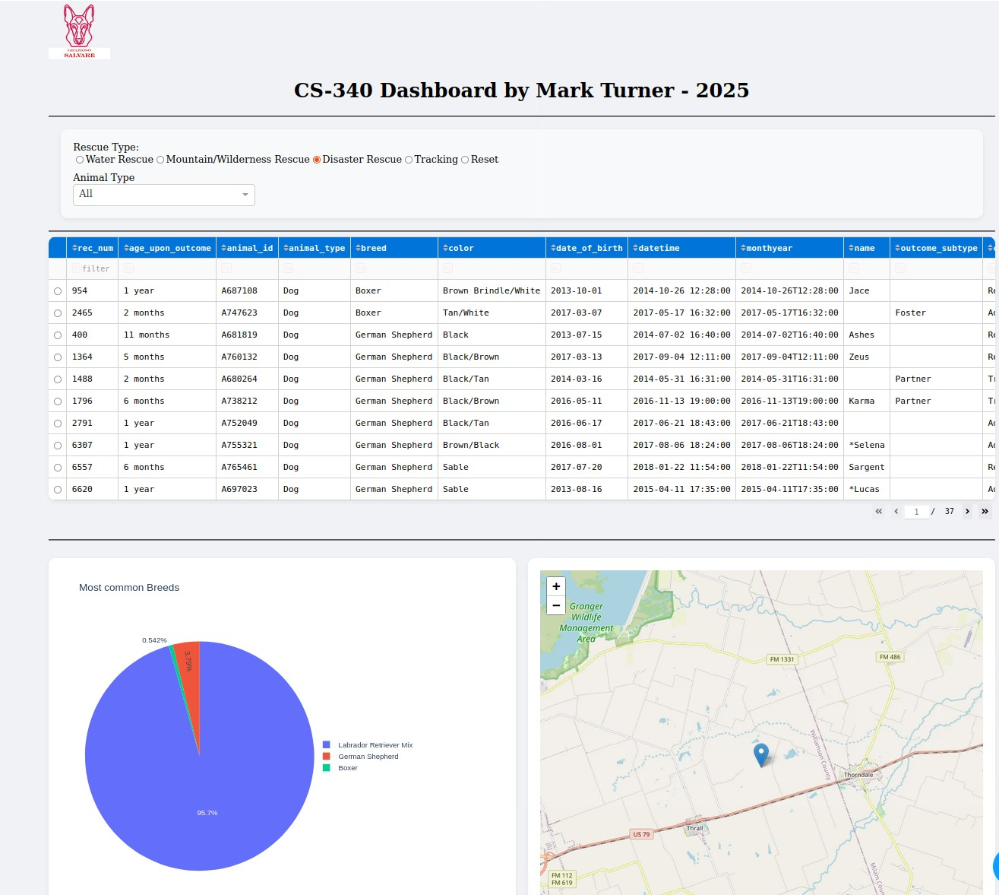 GRAZIOSO
SALVARE
CS-340 Dashboard by Mark Turner - 2025
Rescue Type:
Water Rescue Mountain/Wilderness Rescue Disaster Rescue Tracking Reset
Animal Type
All
rec_num age_upon_outcome animal_id animal_type breed color date_of_birth datetime monthyear name outcome_subtype
filter
954 1 year A687108 Dog Boxer Brown Brindle/White 2013-10-01 2014-10-26 12:28:00 2014-10-26T12:28:00 Jace Re
2465 2 months A747623 Dog Boxer Tan/White 2017-03-07 2017-05-17 16:32:00 2017-05-17T16:32:00 Foster Ad
400 11 months A681819 Dog German Shepherd Black 2013-07-15 2014-07-02 16:40:00 2014-07-02T16:40:00 Ashes Re
1364 5 months A760132 Dog German Shepherd Black/Brown 2017-03-13 2017-09-04 12:11:00 2017-09-04T12:11:00 Zeus Re
1488 2 months A680264 Dog German Shepherd Black/Tan 2014-03-16 2014-05-31 16:31:00 2014-05-31T16:31:00 Partner Tr
1796 6 months A738212 Dog German Shepherd Black/Brown 2016-05-11 2016-11-13 19:00:00 2016-11-13T19:00:00 Karma Partner Tr
2791 1 year A752049 Dog German Shepherd Black/Tan 2016-06-17 2017-06-21 18:43:00 2017-06-21T18:43:00 Ad
6307 1 year A755321 Dog German Shepherd Brown/Black 2016-08-01 2017-08-06 18:24:00 2017-08-06T18:24:00 *Selena Ad
6557 6 months A765461 Dog German Shepherd Sable 2017-07-20 2018-01-22 11:54:00 2018-01-22T11:54:00 Sargent Re
6620 1 year A697023 Dog German Shepherd Sable 2013-08-16 2015-04-11 17:35:00 2015-04-11T17:35:00 *Lucas Ad
« ‹ 1 / 37 › »
Most common Breeds
0.542%
3.79%
95.7%
Labrador Retriever Mix
German Shepherd
Boxer
+
−
Granger
Wildlife
Management
Area
FM 1331
FM 486
Williamson County
Thorndale
Thrall
US 79
FM 112
FM 619
Milam Coun